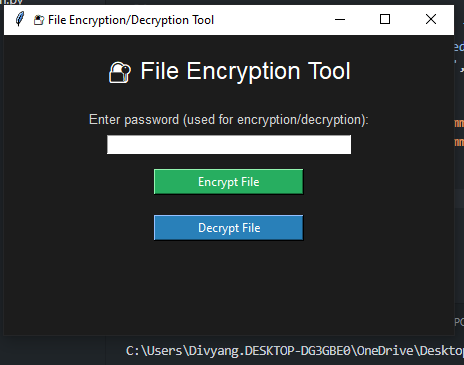 File Encryption/Decryption Tool
File Encryption Tool
Enter password (used for encryption/decryption):
Encrypt File
Decrypt File
C:\Users\Divyang.DESKTOP-DG3GBE0\OneDrive\Desktop